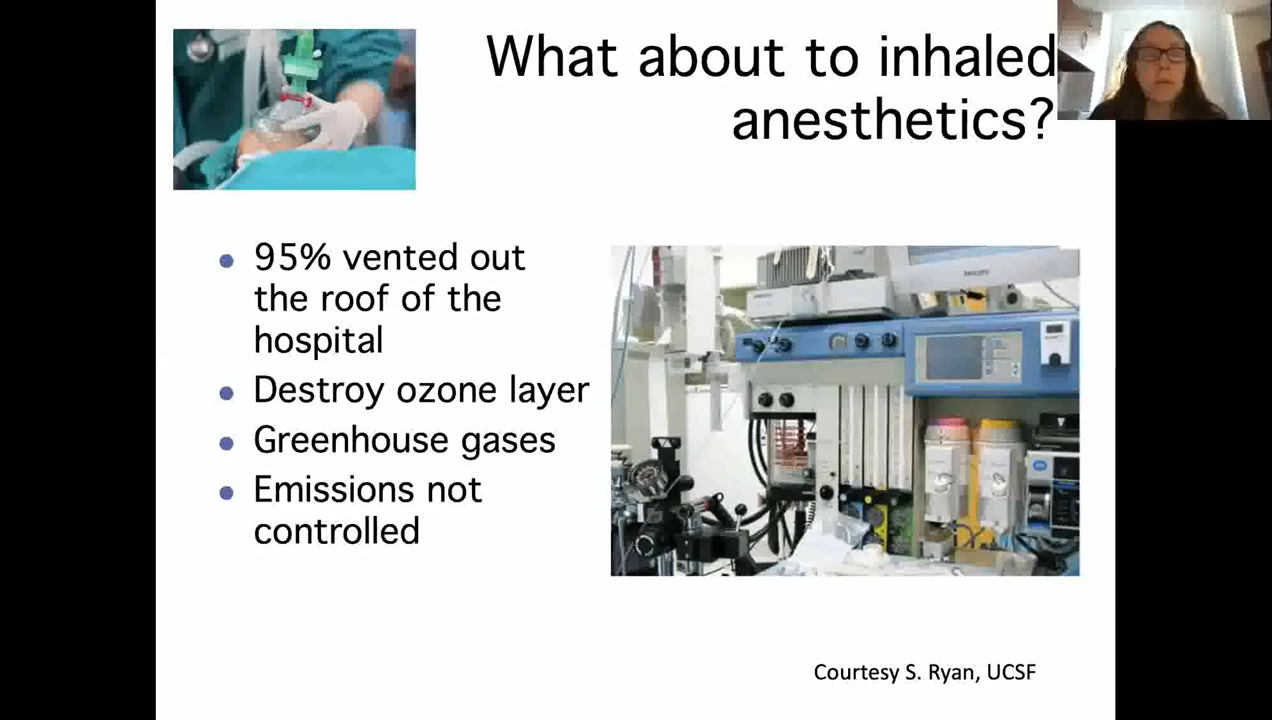 What about to inhaled
anesthetics?
95% vented out
the roof of the
hospital
Destroy ozone layer
Greenhouse gases
Emissions not
controlled
Courtesy S. Ryan, UCSF